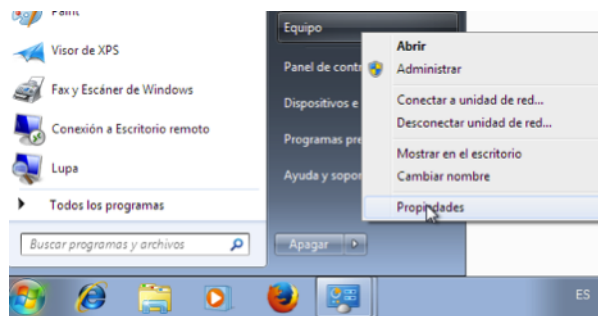 Paint
Visor de XPS
Fax y Escáner de Windows
Conexión a Escritorio remoto
Lupa
Todos los programas
Buscar programas y archivos
Equipo
Panel de contr
Dispositivos e
Programas pre
Ayuda y sopor
Apagar
Abrir
Administrar
Conectar a unidad de red...
Desconectar unidad de red...
Mostrar en el escritorio
Cambiar nombre
Propiedades
ES